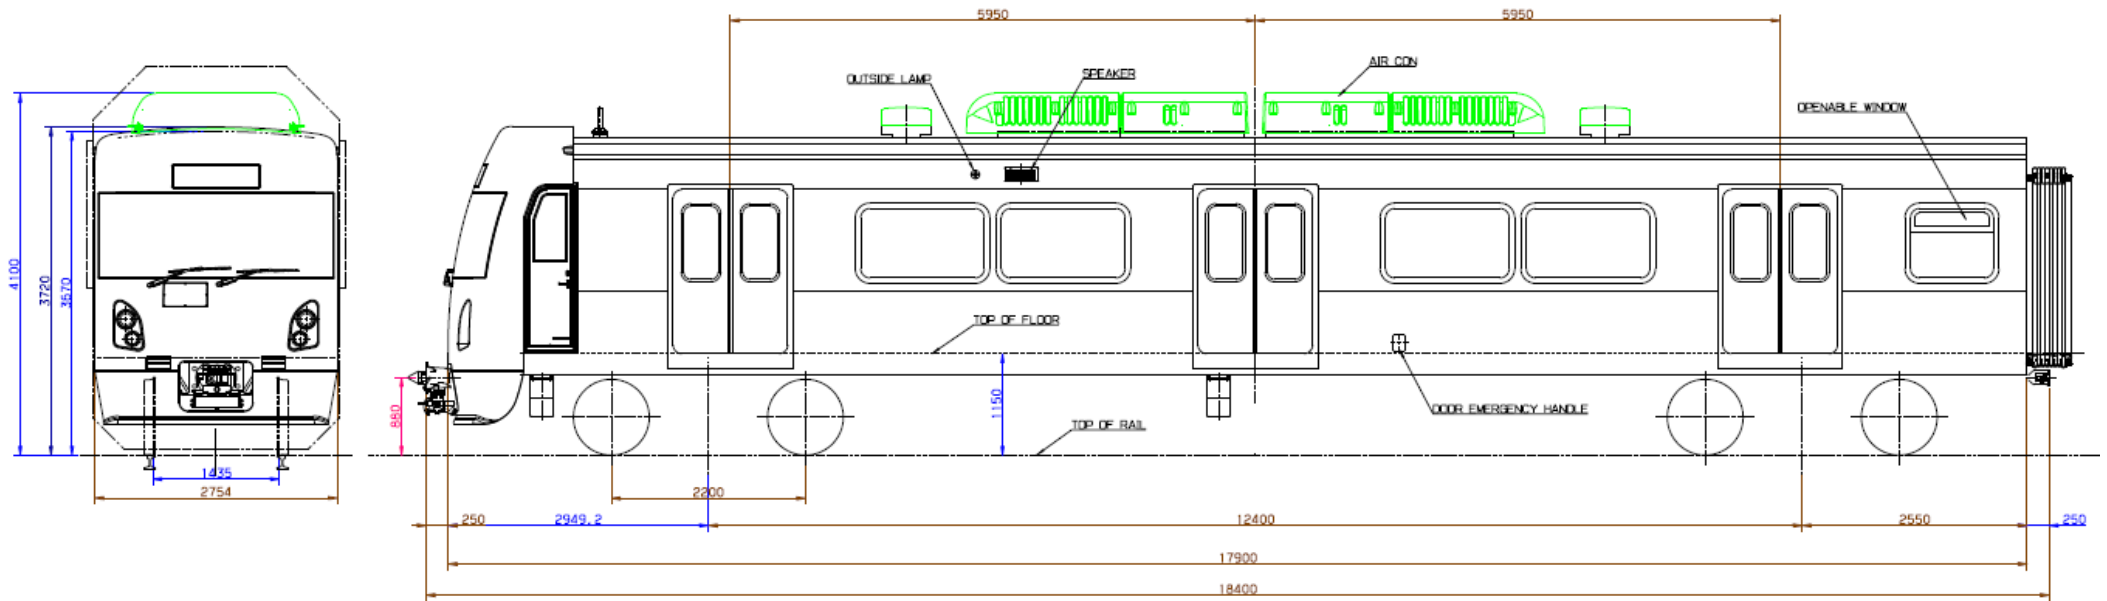 5950
5950
AIR CON
SPEAKER
OUTSIDE LAMP
OPENABLE WINDOW
4100
3720
3670
TOP OF FLOOR
880
1150
DOOR EMERGENCY HANDLE
TOP OF RAIL
1435
2754
2200
250
2949.2
12400
2550
250
17900
18400